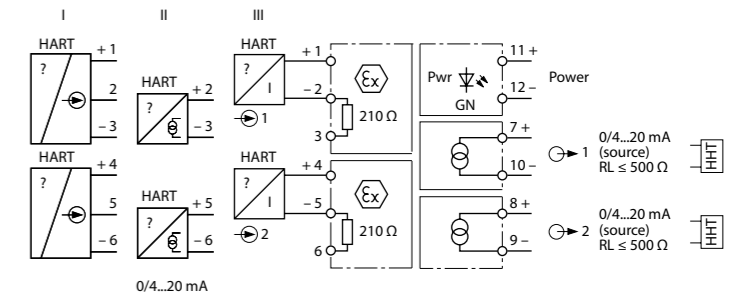 I II III
HART HART
+ 1 + 1 11 +
? ? Ɛx Pwr Power
2 HART + 2 I – 2 12 –
? GN
– 3 – 3 1 210 Ω
3 7 + 0/4...20 mA
1 (source) HHT
HART HART 10 – RL ≤ 500 Ω
+ 4 + 4
? ? Ɛx 8 + 0/4...20 mA
5 HART + 5 I – 5 2 (source) HHT
? 9 – RL ≤ 500 Ω
– 6 – 6 2 210 Ω
6
0/4...20 mA